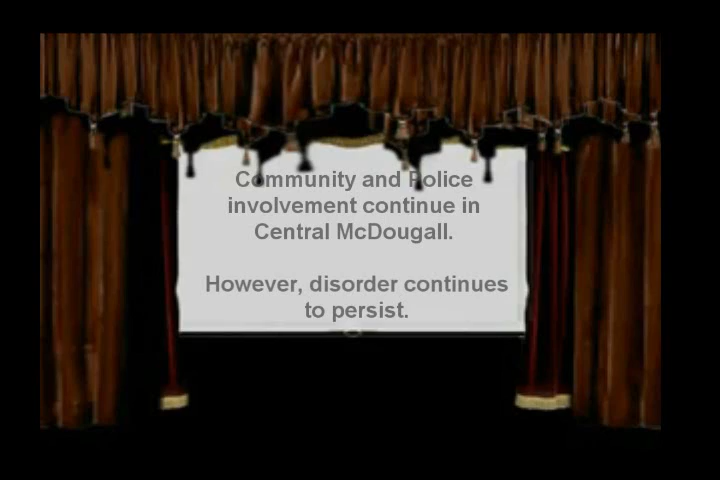 Community and Police
involvement continue in
Central McDougall.
However, disorder continues
to persist.